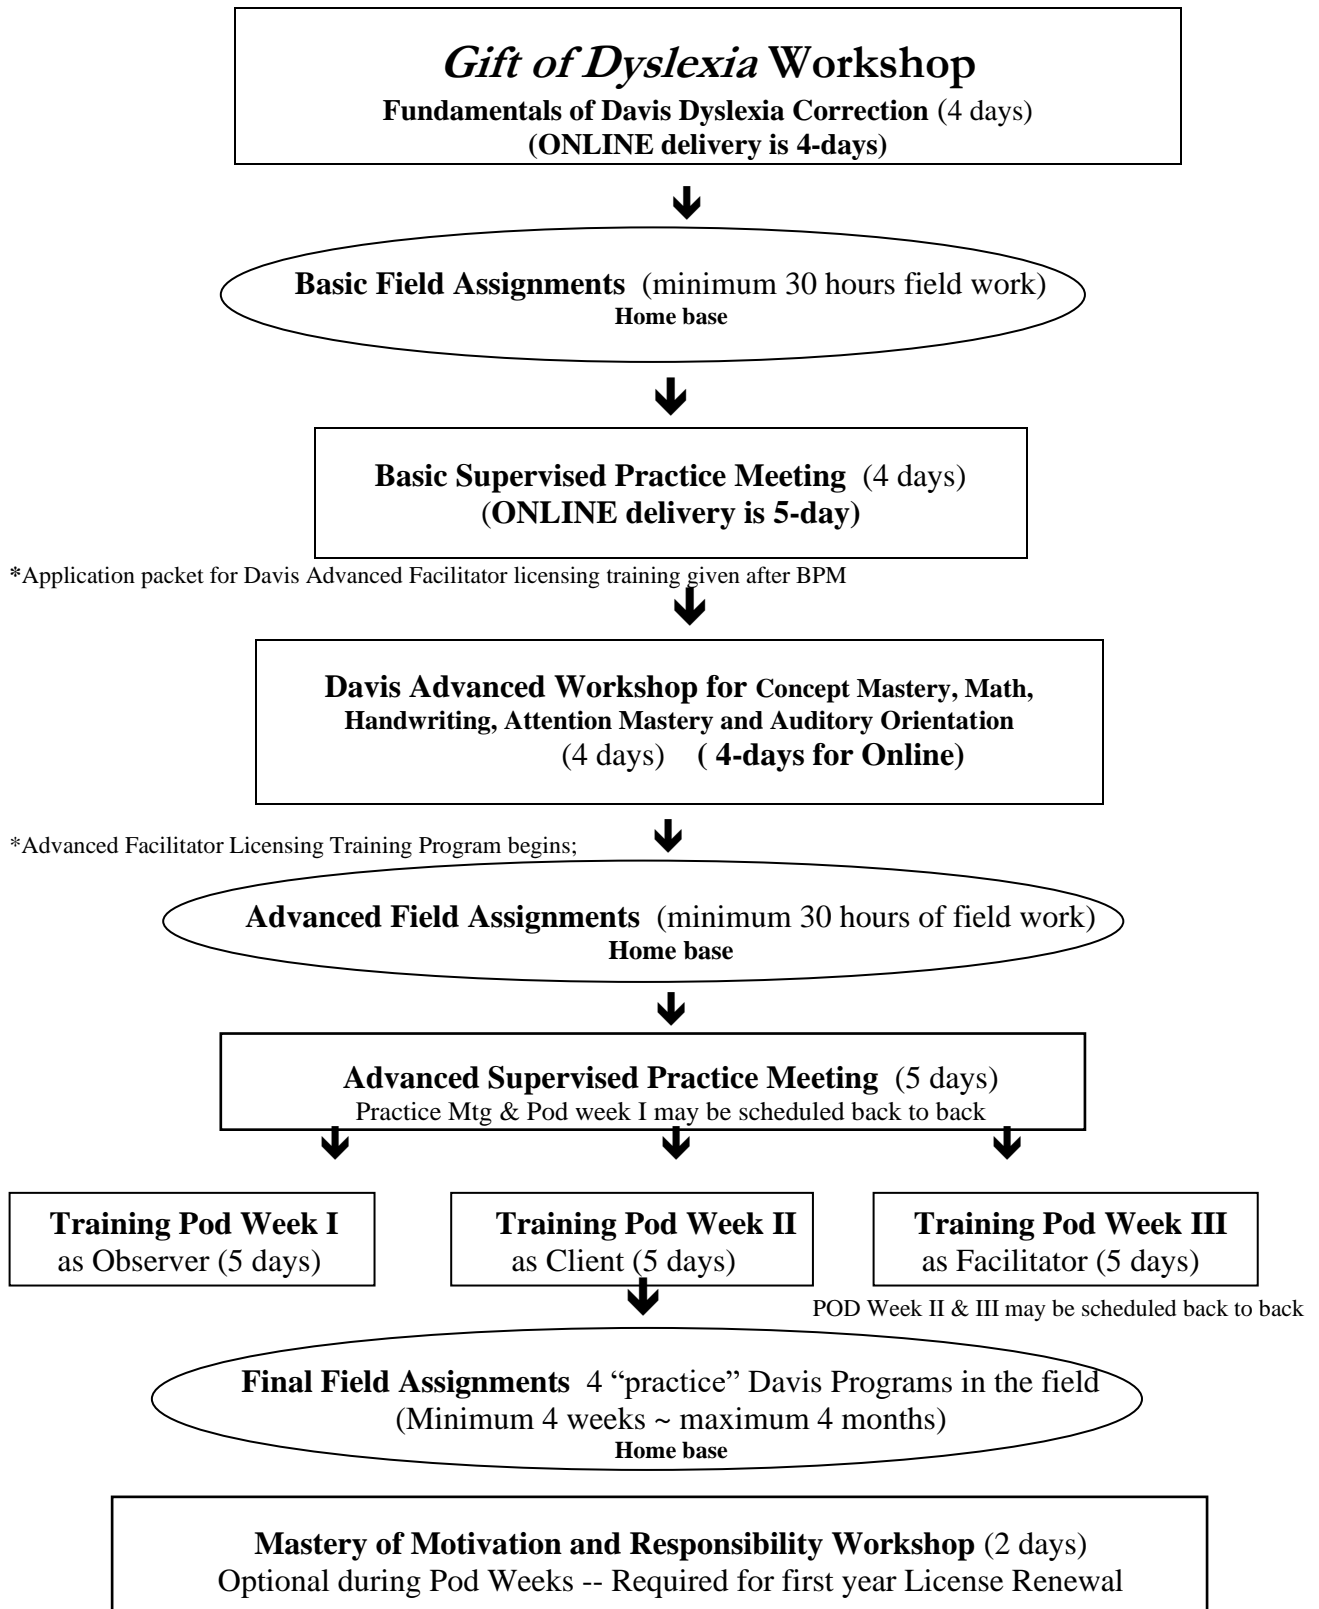 Gift of Dyslexia Workshop
Fundamentals of Davis Dyslexia Correction (4 days)
(ONLINE delivery is 4-days)
Basic Field Assignments (minimum 30 hours field work)
Home base
Basic Supervised Practice Meeting (4 days)
(ONLINE delivery is 5-day)
*Application packet for Davis Advanced Facilitator licensing training given after BPM
Davis Advanced Workshop for Concept Mastery, Math,
Handwriting, Attention Mastery and Auditory Orientation
(4 days) ( 4-days for Online)
*Advanced Facilitator Licensing Training Program begins;
Advanced Field Assignments (minimum 30 hours of field work)
Home base
Advanced Supervised Practice Meeting (5 days)
Practice Mtg & Pod week I may be scheduled back to back
Training Pod Week I
as Observer (5 days)
Training Pod Week II
as Client (5 days)
Training Pod Week III
as Facilitator (5 days)
POD Week II & III may be scheduled back to back
Final Field Assignments 4 “practice” Davis Programs in the field
(Minimum 4 weeks ~ maximum 4 months)
Home base
Mastery of Motivation and Responsibility Workshop (2 days)
Optional during Pod Weeks -- Required for first year License Renewal